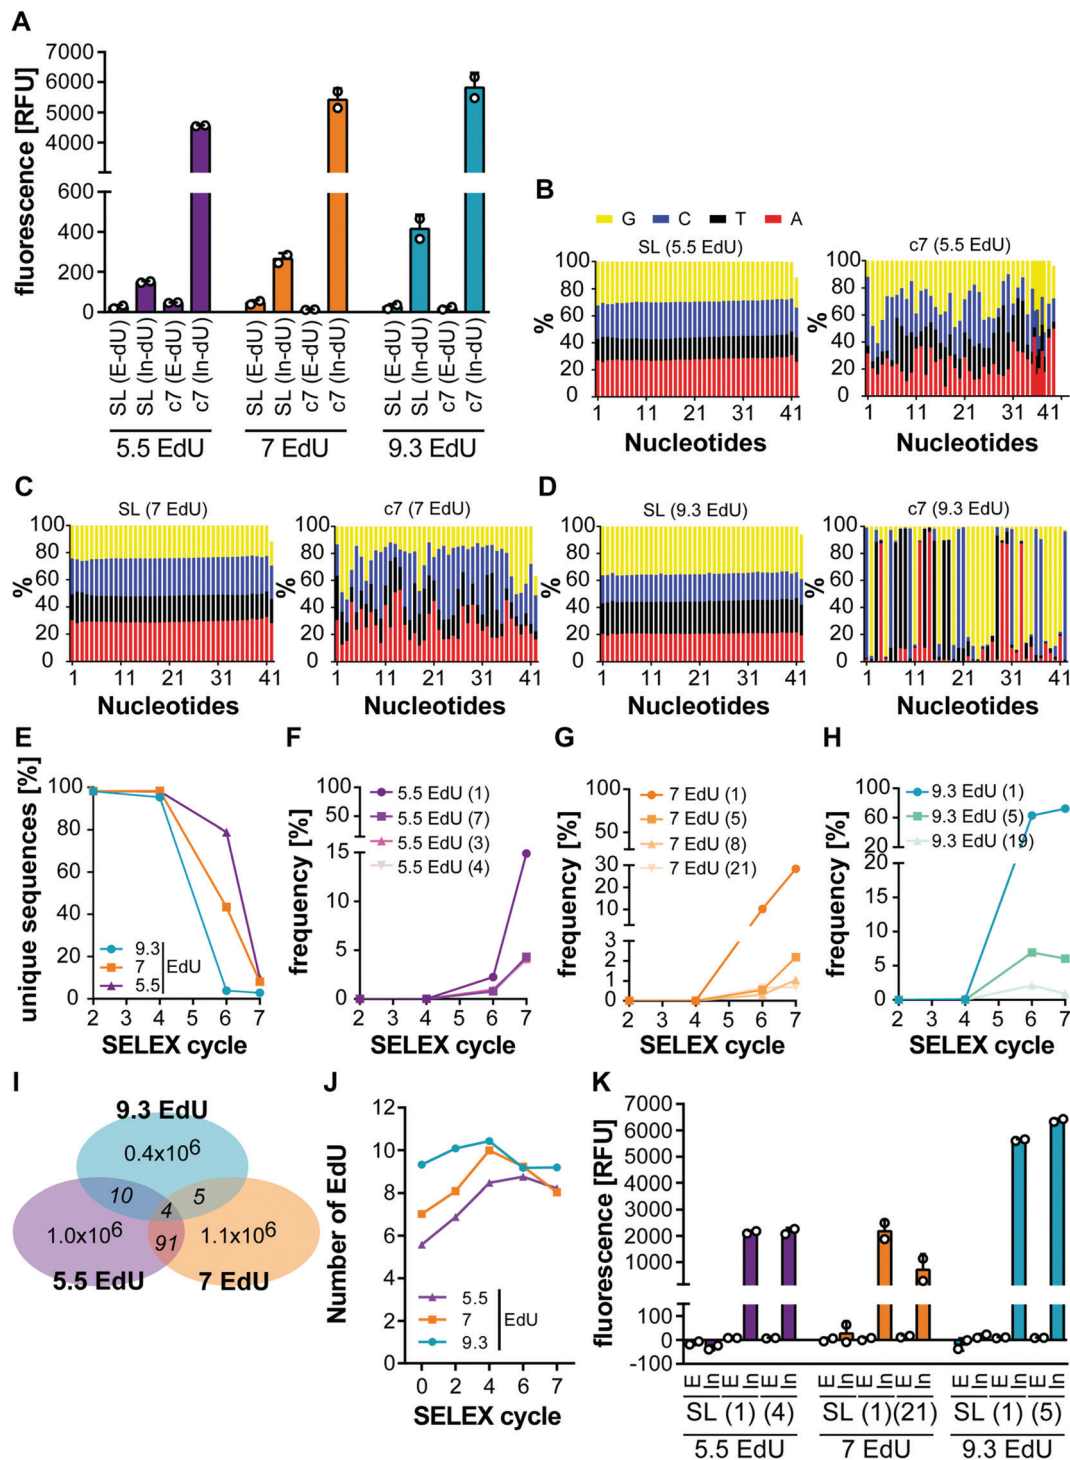 A
fluorescence [RFU]
7000
6000
5000
4000
600
400
200
0
SL (E-dU)
SL (In-dU)
c7 (E-dU)
c7 (In-dU)
SL (E-dU)
SL (In-dU)
c7 (E-dU)
c7 (In-dU)
SL (E-dU)
SL (In-dU)
c7 (E-dU)
c7 (In-dU)
5.5 EdU 7 EdU 9.3 EdU
B
G C T A
SL (5.5 EdU)
%
100
80
60
40
20
0
1 11 21 31 41
Nucleotides
c7 (5.5 EdU)
%
100
80
60
40
20
0
1 11 21 31 41
Nucleotides
C
SL (7 EdU)
%
100
80
60
40
20
0
1 11 21 31 41
Nucleotides
c7 (7 EdU)
%
100
80
60
40
20
0
1 11 21 31 41
Nucleotides
D
SL (9.3 EdU)
%
100
80
60
40
20
0
1 11 21 31 41
Nucleotides
c7 (9.3 EdU)
%
100
80
60
40
20
0
1 11 21 31 41
Nucleotides
E
unique sequences [%]
100
80
60
40
20
0
9.3
7 EdU
5.5
2 3 4 5 6 7
SELEX cycle
F
frequency [%]
100
50
15
10
5
0
5.5 EdU (1)
5.5 EdU (7)
5.5 EdU (3)
5.5 EdU (4)
2 3 4 5 6 7
SELEX cycle
G
frequency [%]
100
50
30
20
10
3
2
1
0
7 EdU (1)
7 EdU (5)
7 EdU (8)
7 EdU (21)
2 3 4 5 6 7
SELEX cycle
H
frequency [%]
100
60
20
20
15
10
5
0
9.3 EdU (1)
9.3 EdU (5)
9.3 EdU (19)
2 3 4 5 6 7
SELEX cycle
I
9.3 EdU
0.4x10⁶
10 5
4
1.0x10⁶ 1.1x10⁶
91
5.5 EdU 7 EdU
J
Number of EdU
12
10
8
6
4
2
0
5.5
7 EdU
9.3
0 2 4 6 7
SELEX cycle
K
fluorescence [RFU]
7000
6000
5000
4000
3000
2000
1000
100
0
-100
E In E In E In E In E In E In E In E In E In
SL (1) (4) SL (1)(21) SL (1) (5)
5.5 EdU 7 EdU 9.3 EdU